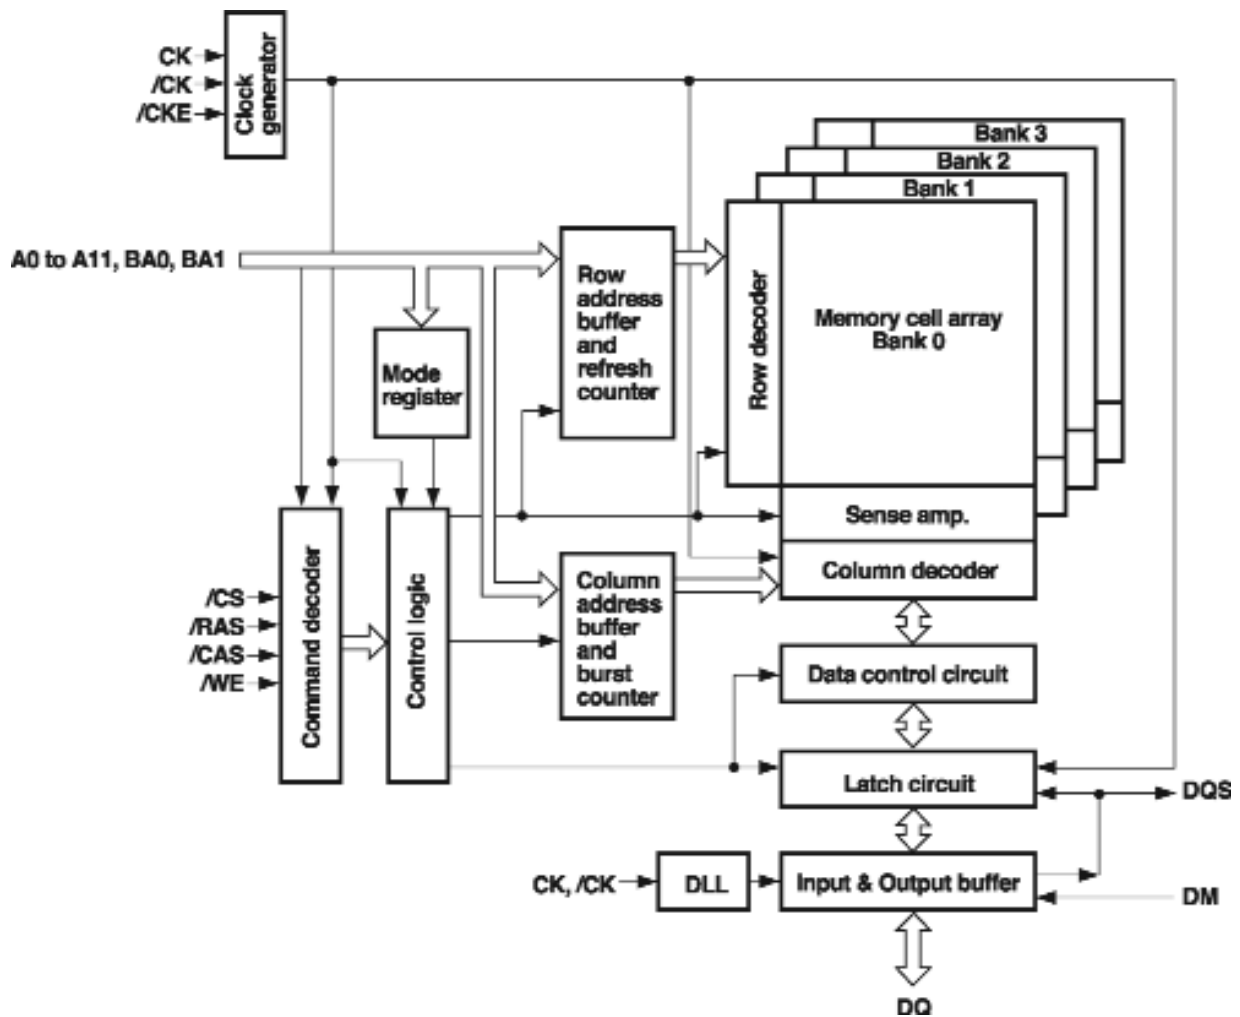 CK
/CK
/CKE
Clock
generator
Bank 3
Bank 2
Bank 1
A0 to A11, BA0, BA1
Row
address
buffer
and
refresh
counter
Row decoder
Memory cell array
Bank 0
Mode
register
Sense amp.
Column decoder
/CS
/RAS
/CAS
/WE
Command decoder
Control logic
Column
address
buffer
and
burst
counter
Data control circuit
Latch circuit
DQS
CK, /CK
DLL
Input & Output buffer
DM
DQ